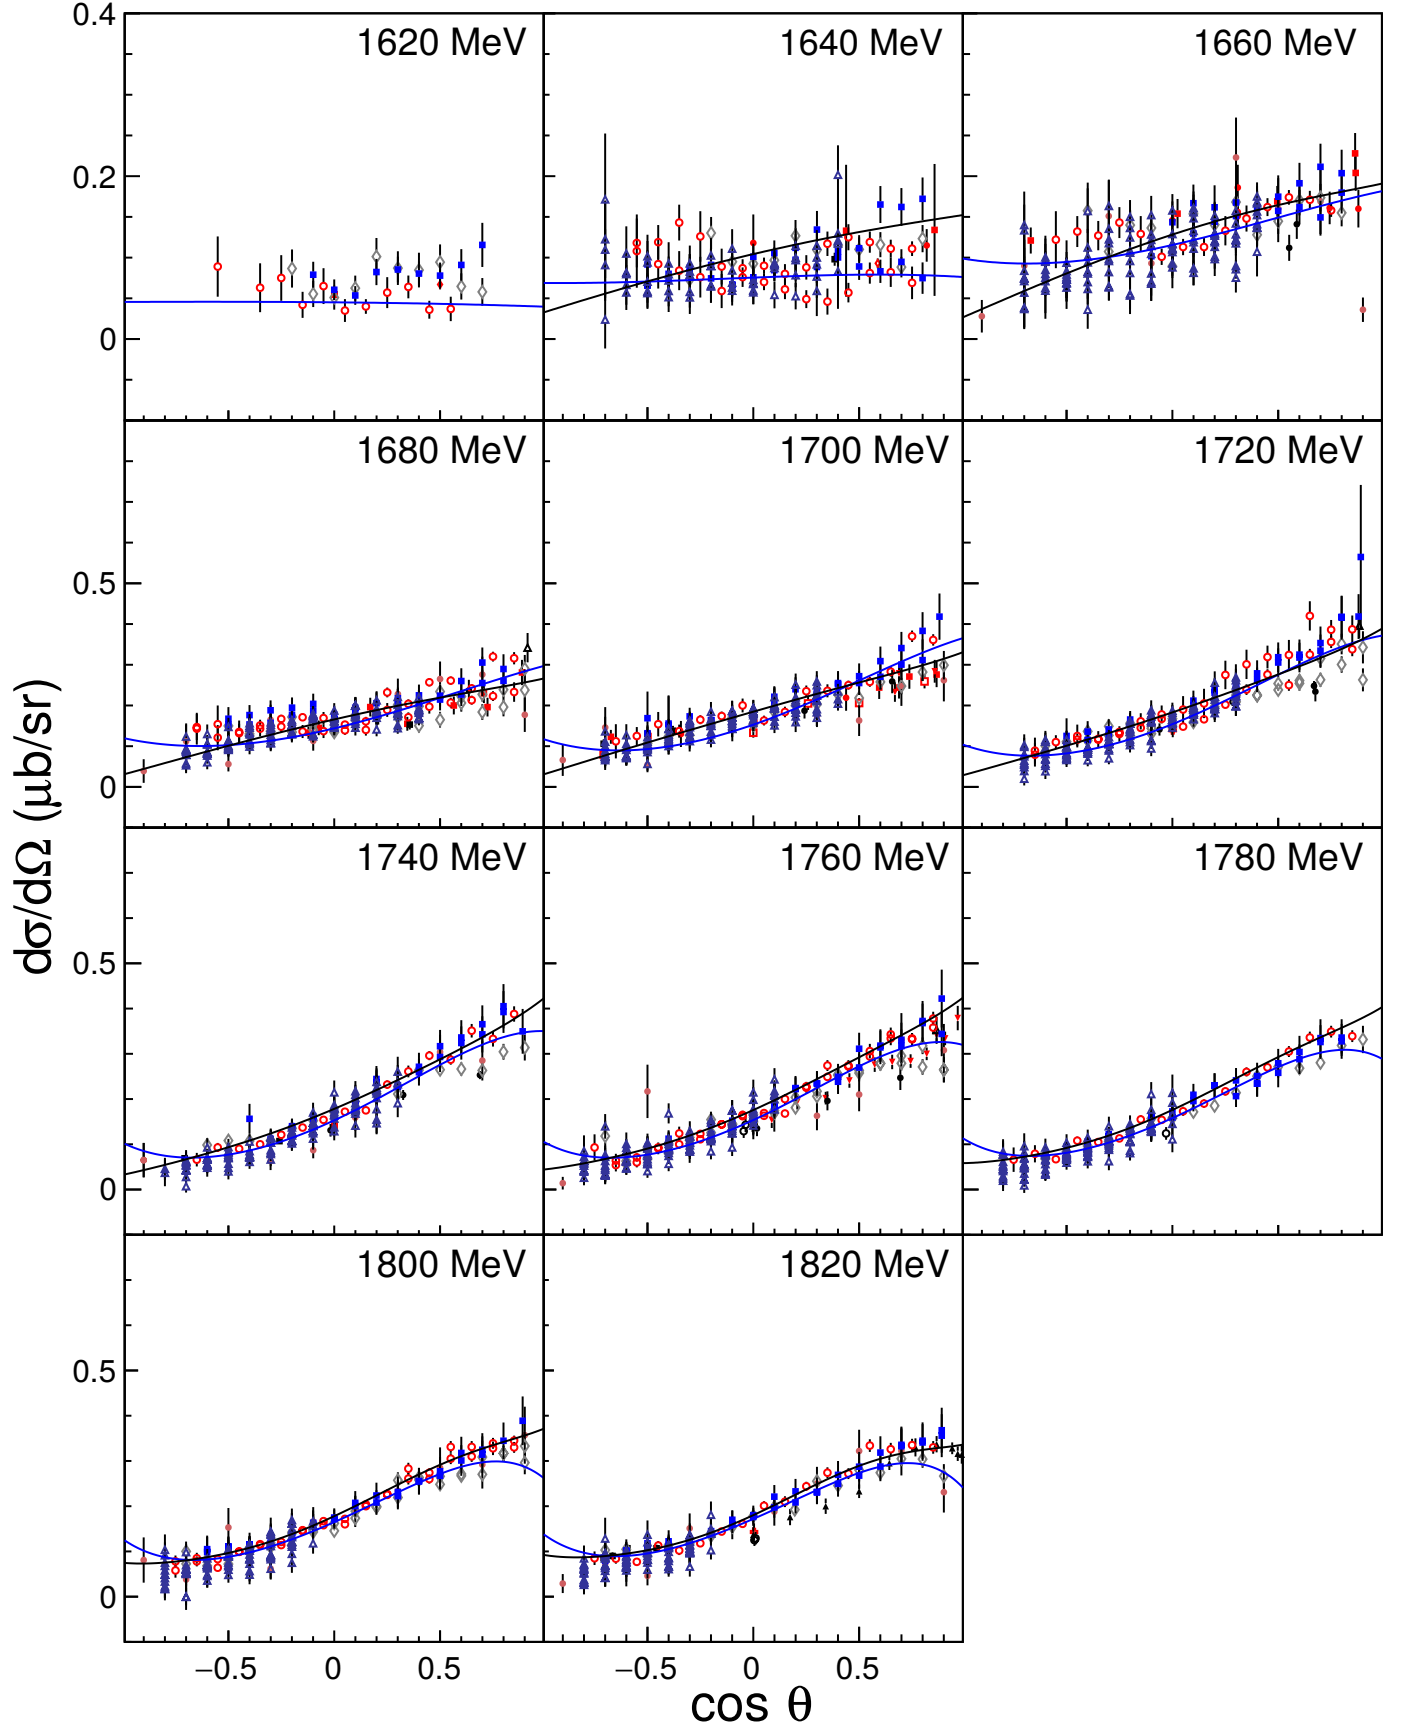 0.4
1620 MeV
1640 MeV
1660 MeV
0.2
0
1680 MeV
1700 MeV
1720 MeV
0.5
0
dσ/dΩ (μb/sr)
1740 MeV
1760 MeV
1780 MeV
0.5
0
1800 MeV
1820 MeV
0.5
0
−0.5 0 0.5 −0.5 0 0.5
cos θ